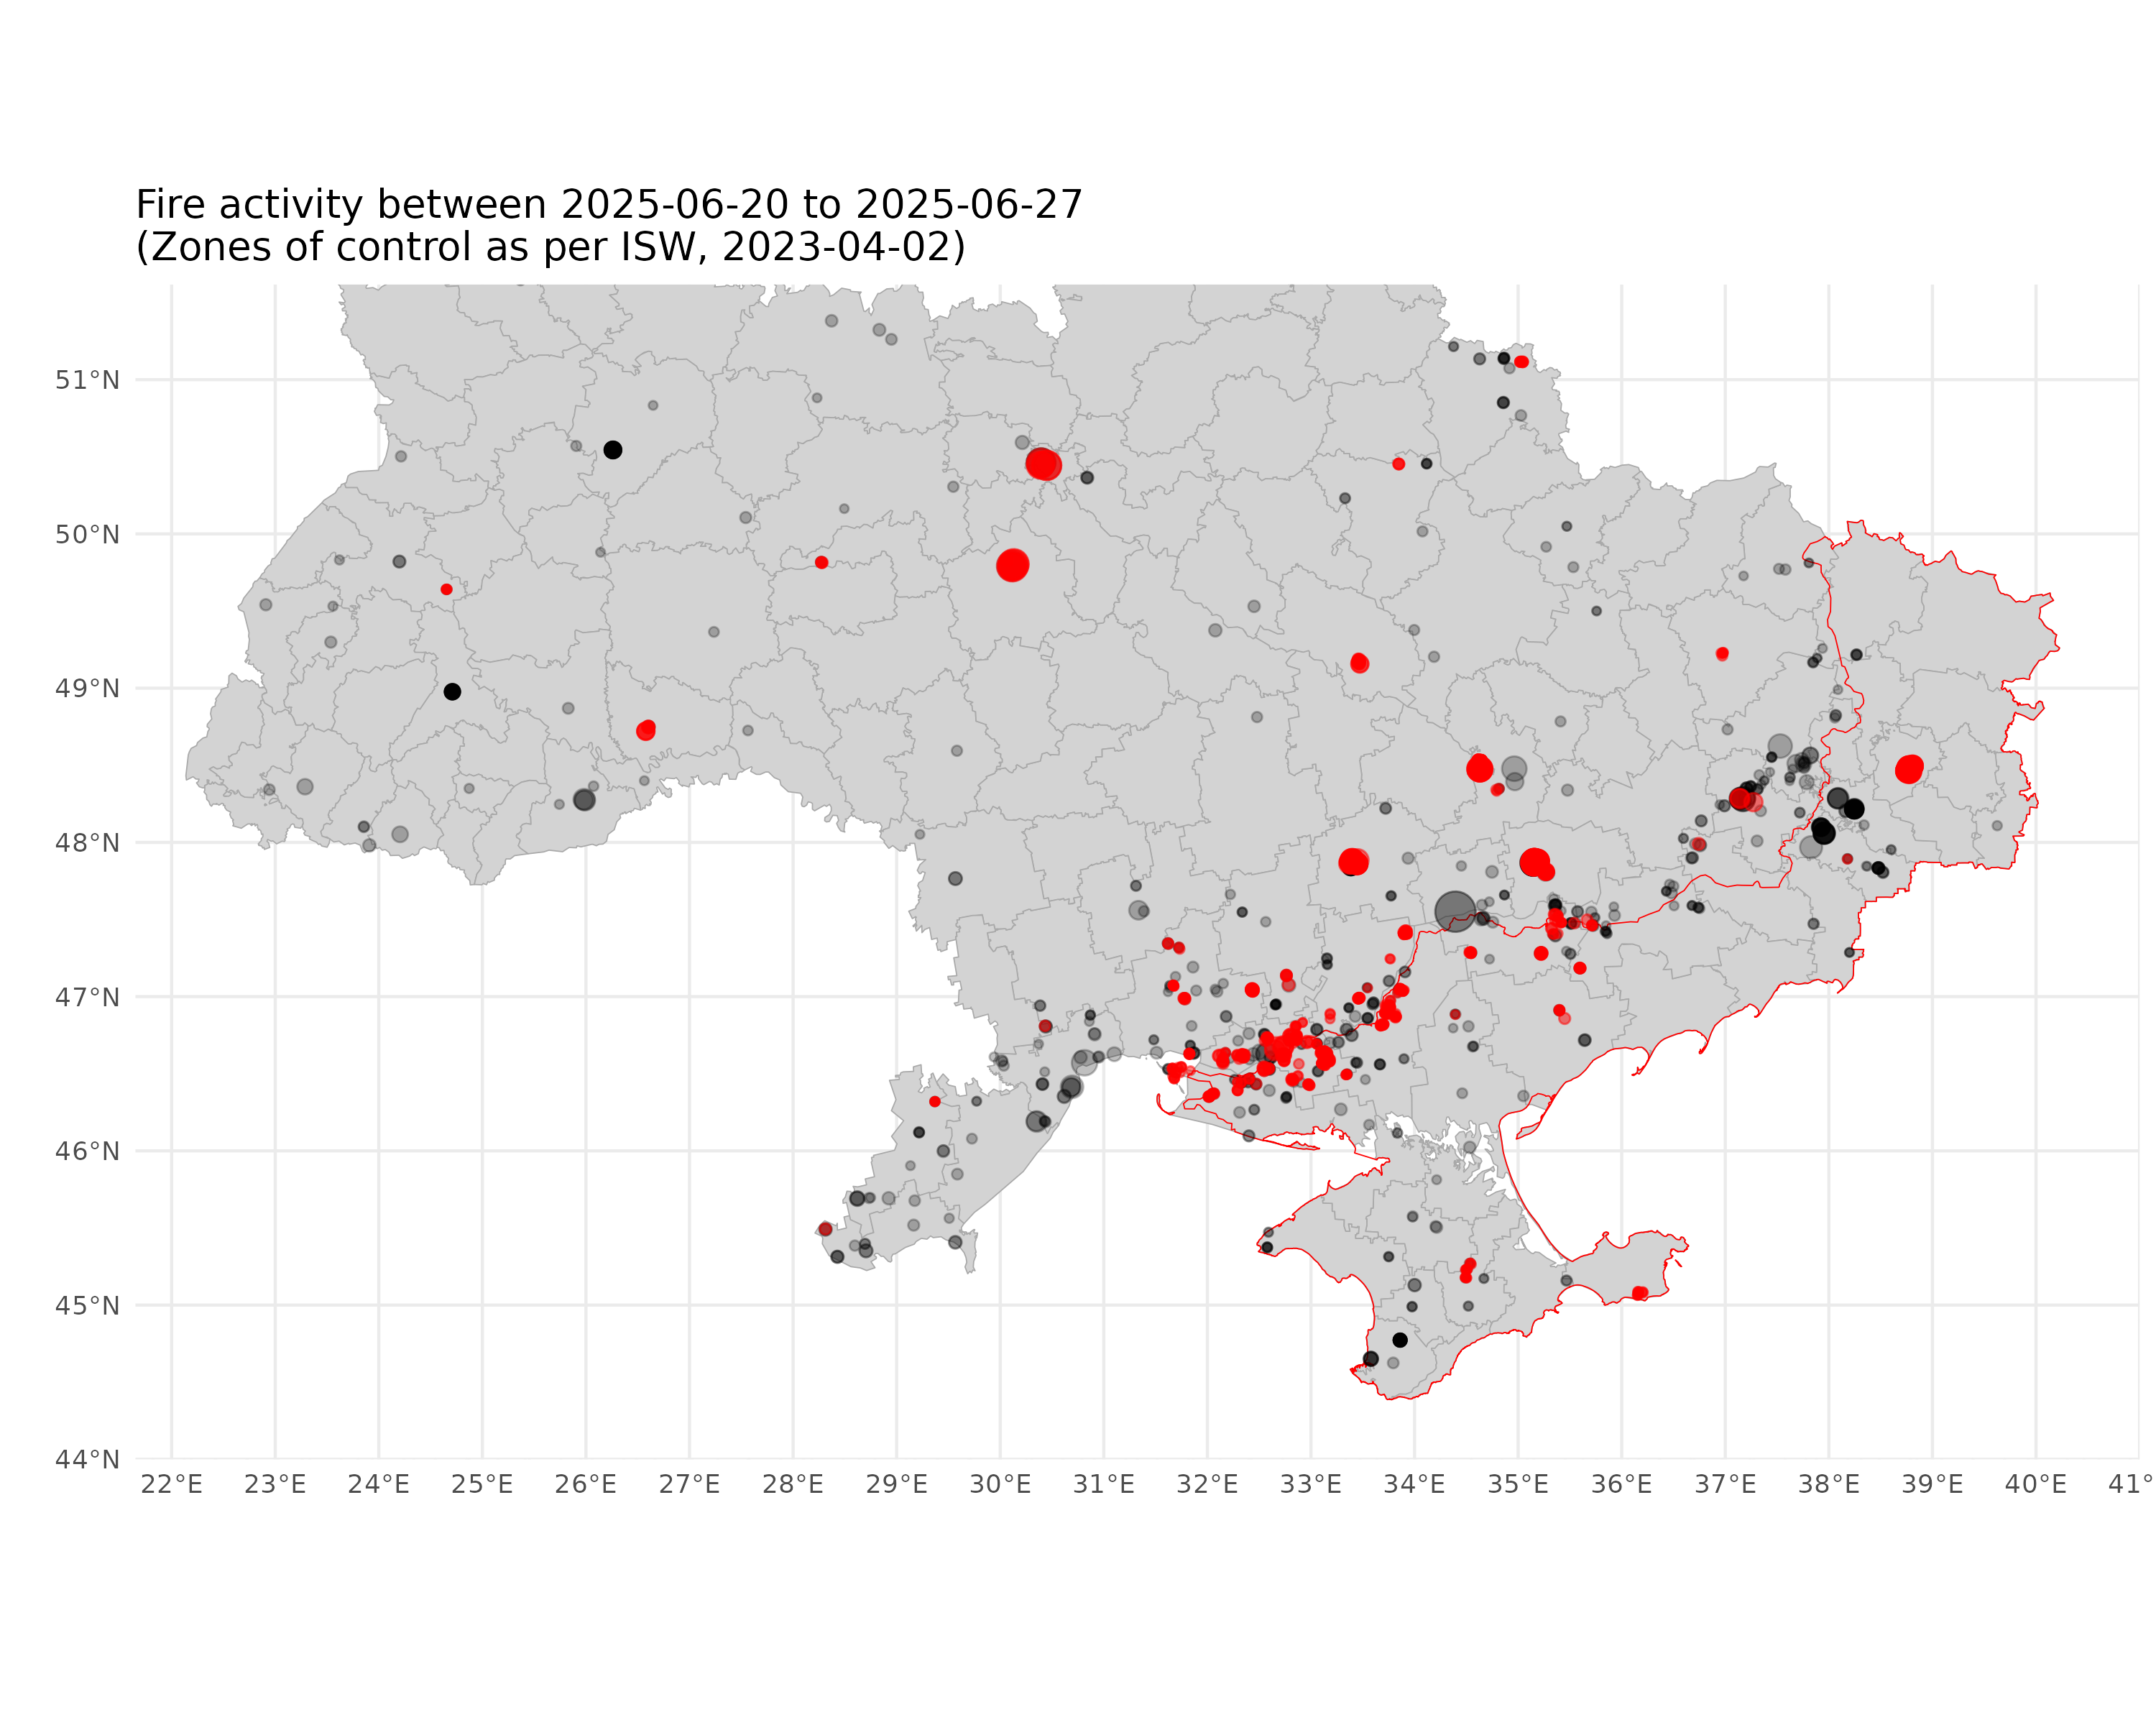 Fire activity between 2025-06-20 to 2025-06-27
(Zones of control as per ISW, 2023-04-02)
51°N
50°N
49°N
48°N
47°N
46°N
45°N
44°N
22°E 23°E 24°E 25°E 26°E 27°E 28°E 29°E 30°E 31°E 32°E 33°E 34°E 35°E 36°E 37°E 38°E 39°E 40°E 41°